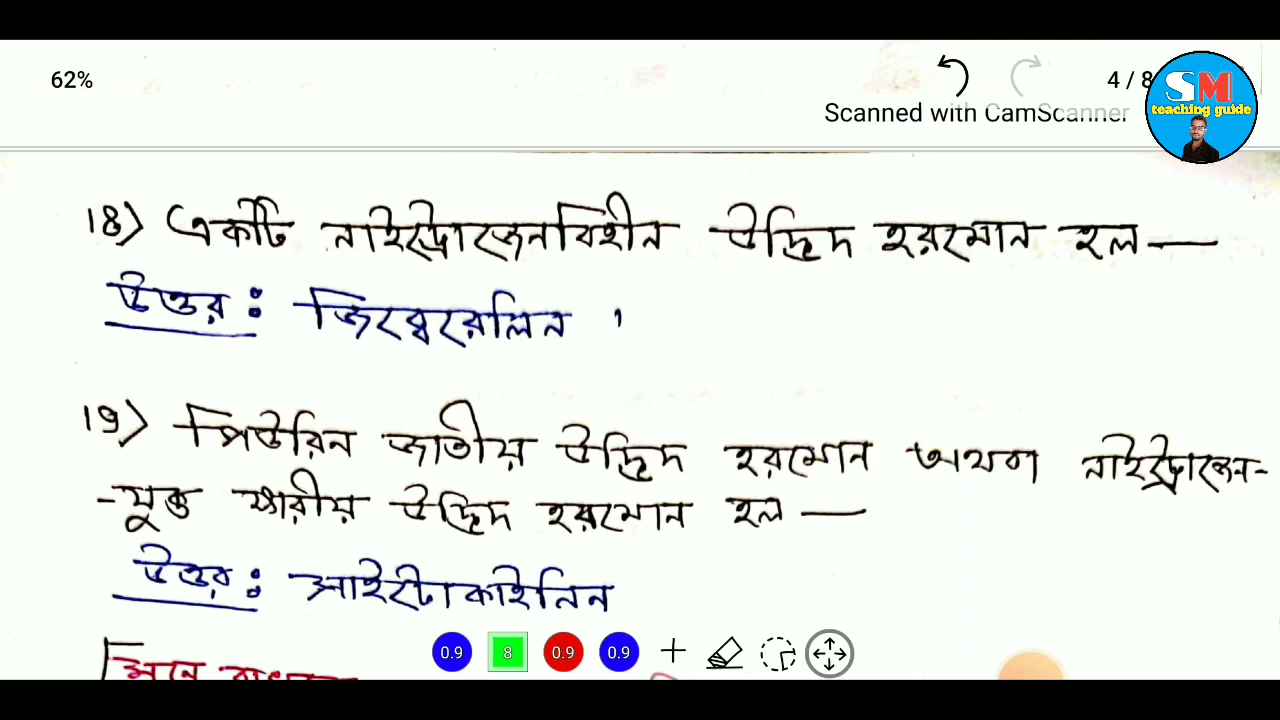 62%
4 / 8
Scanned with CamScanner
SM
teaching guide
18) একটি নাইট্রোজেনবিহীন উদ্ভিদ হরমোন হল —
উত্তর : জিব্বেরেলিন ।
19) পিউরিন জাতীয় উদ্ভিদ হরমোন অথবা নাইট্রোজেন-
-যুক্ত ক্ষারীয় উদ্ভিদ হরমোন হল —
উত্তর : সাইটোকাইনিন
0.9 8 0.9 0.9
মনে